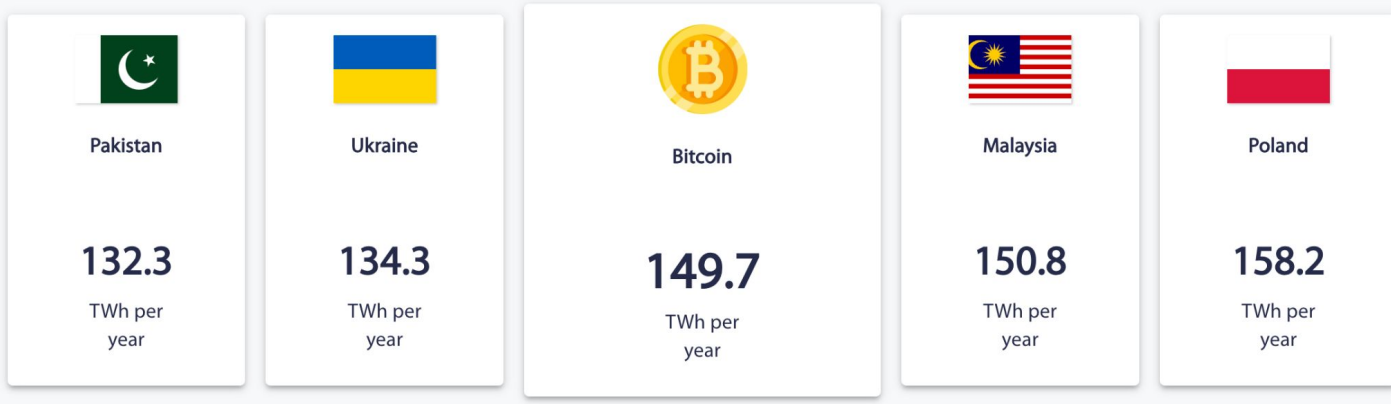 Pakistan
132.3
TWh per
year
Ukraine
134.3
TWh per
year
Bitcoin
149.7
TWh per
year
Malaysia
150.8
TWh per
year
Poland
158.2
TWh per
year